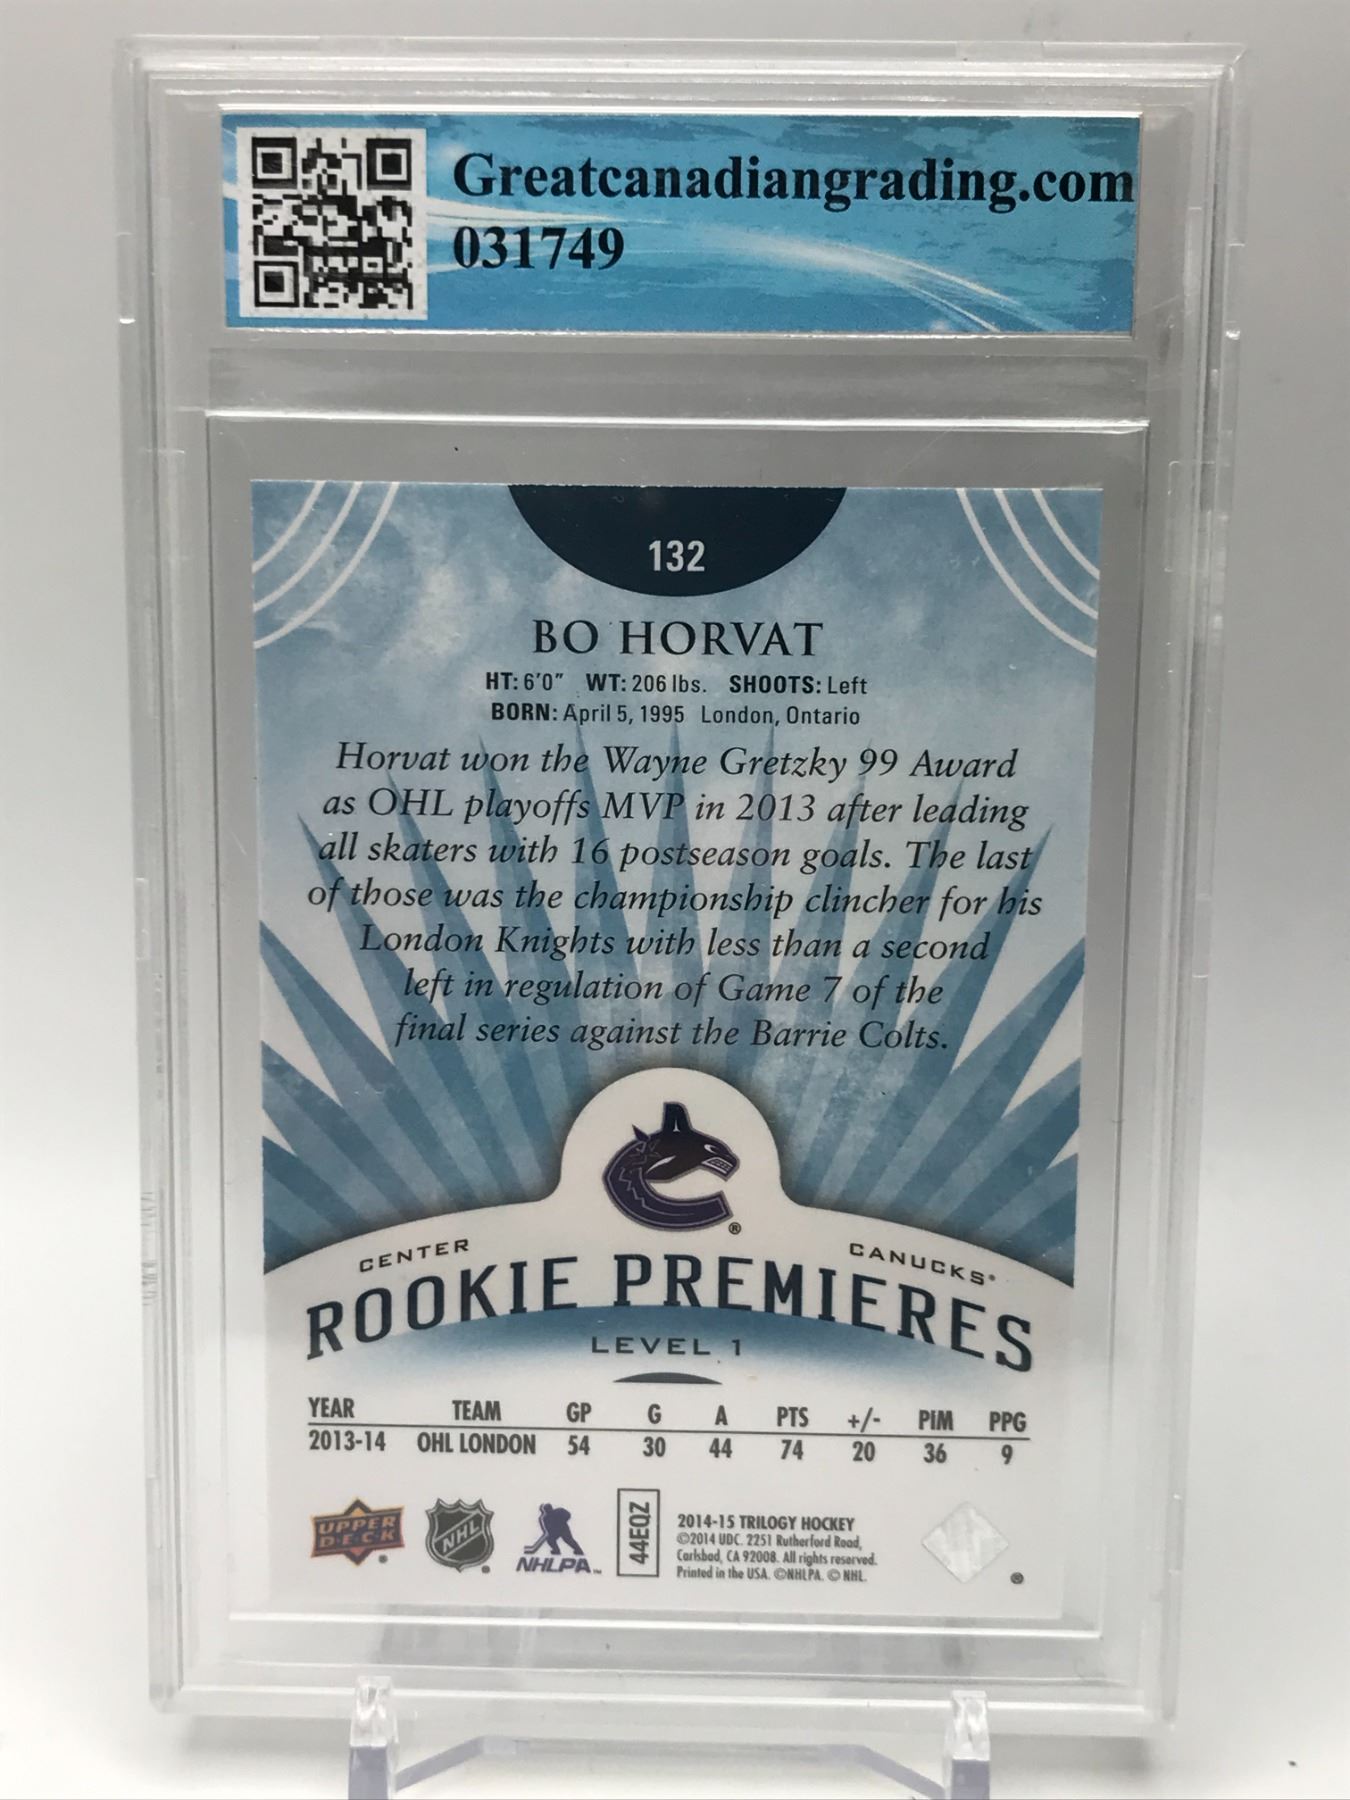 Greatcanadiangrading.com
031749
132
BO HORVAT
HT: 6'0" WT: 206 lbs. SHOOTS: Left
BORN: April 5, 1995 London, Ontario
Horvat won the Wayne Gretzky 99 Award
as OHL playoffs MVP in 2013 after leading
all skaters with 16 postseason goals. The last
of those was the championship clincher for his
London Knights with less than a second
left in regulation of Game 7 of the
final series against the Barrie Colts.
®
CENTER CANUCKS®
ROOKIE PREMIERES
LEVEL 1
YEAR TEAM GP G A PTS +/- PIM PPG
2013-14 OHL LONDON 54 30 44 74 20 36 9
UPPER
DECK
NHL
NHLPA™
44EQZ
2014-15 TRILOGY HOCKEY
©2014 UDC. 2251 Rutherford Road,
Carlsbad, CA 92008. All rights reserved.
Printed in the USA. ©NHLPA. © NHL.
®